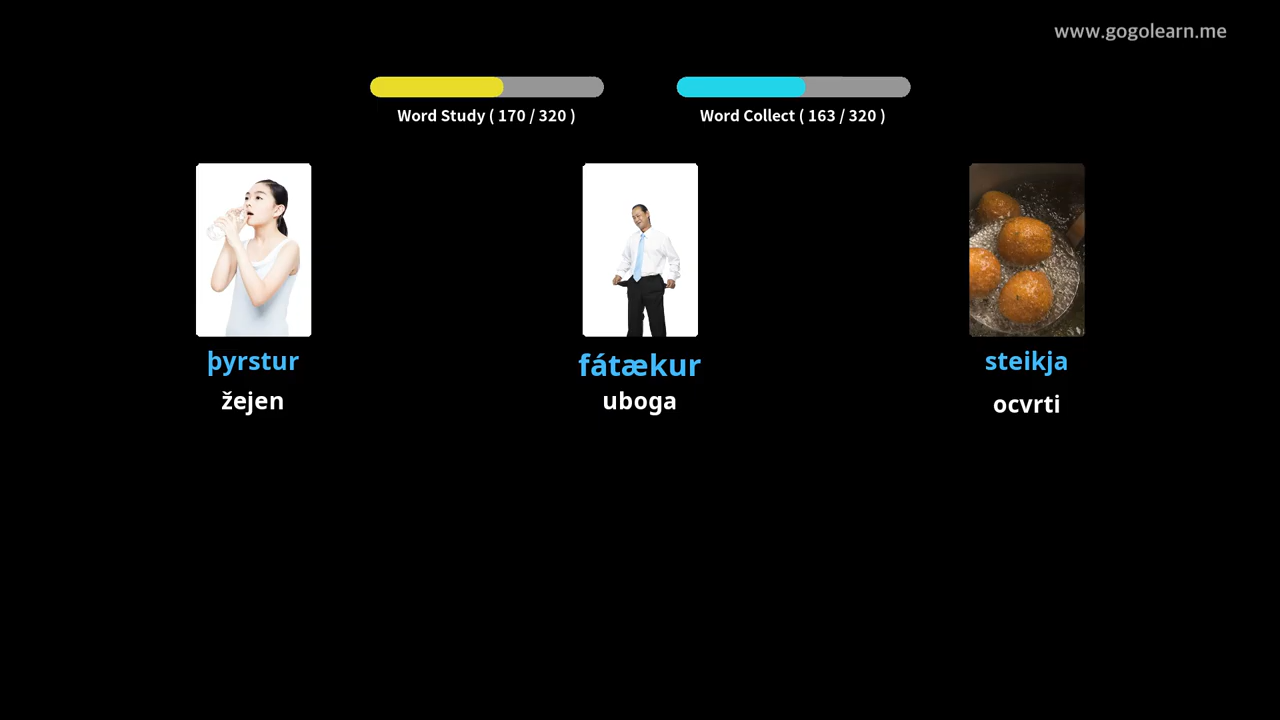 www.gogolearn.me
Word Study ( 170 / 320 )
Word Collect ( 163 / 320 )
þyrstur
žejen
fátækur
uboga
steikja
ocvrti